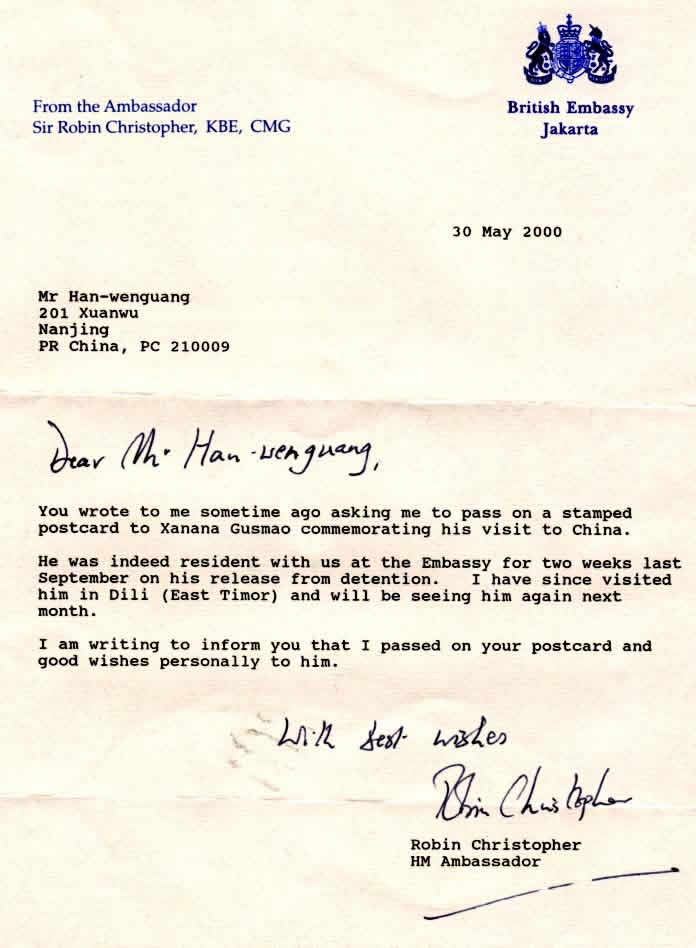 From the Ambassador
Sir Robin Christopher, KBE, CMG
British Embassy
Jakarta
30 May 2000
Mr Han-wenguang
201 Xuanwu
Nanjing
PR China, PC 210009
Dear Mr Han-wenguang,
You wrote to me sometime ago asking me to pass on a stamped
postcard to Xanana Gusmao commemorating his visit to China.
He was indeed resident with us at the Embassy for two weeks last
September on his release from detention. I have since visited
him in Dili (East Timor) and will be seeing him again next
month.
I am writing to inform you that I passed on your postcard and
good wishes personally to him.
With best wishes
Robin Christopher
Robin Christopher
HM Ambassador